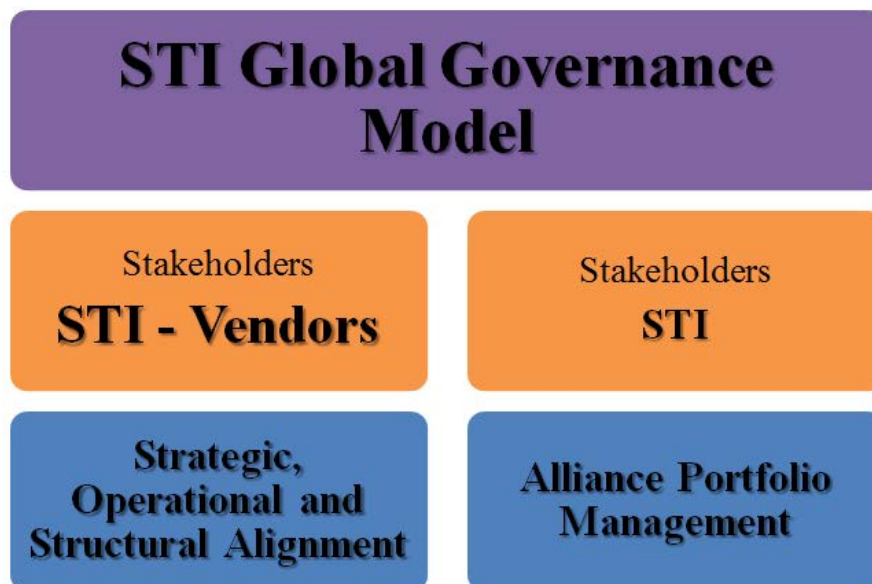 STI Global Governance
Model
Stakeholders
STI - Vendors
Stakeholders
STI
Strategic,
Operational and
Structural Alignment
Alliance Portfolio
Management